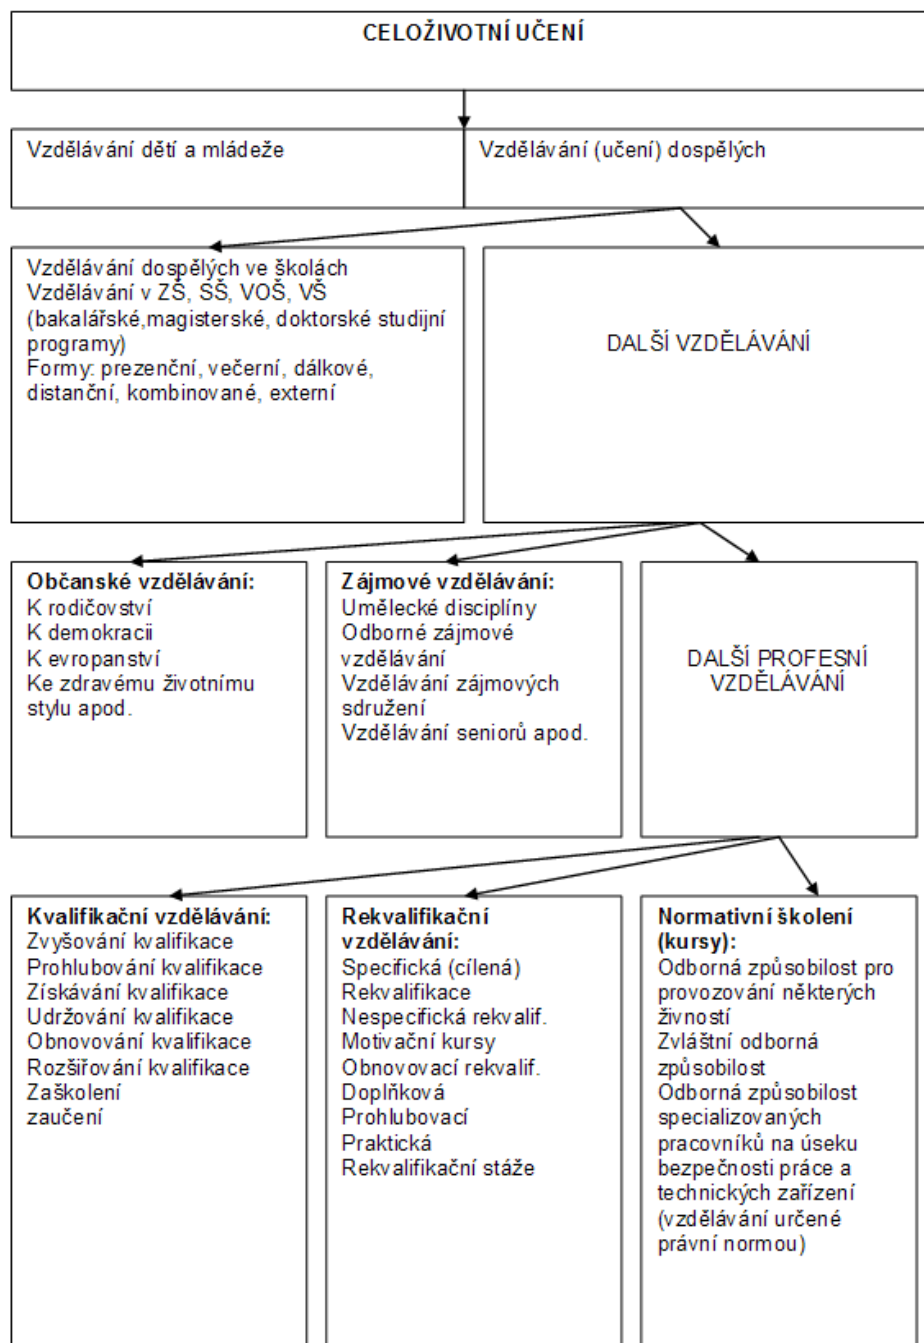 CELOŽIVOTNÍ UČENÍ
Vzdělávání dětí a mládeže
Vzdělávání (učení) dospělých
Vzdělávání dospělých ve školách
Vzdělávání v ZŠ, SŠ, VOŠ, VŠ
(bakalářské,magisterské, doktorské studijní
programy)
Formy: prezenční, večerní, dálkové,
distanční, kombinované, externí
DALŠÍ VZDĚLÁVÁNÍ
Občanské vzdělávání:
K rodičovství
K demokracii
K evropanství
Ke zdravému životnímu
stylu apod.
Zájmové vzdělávání:
Umělecké disciplíny
Odborné zájmové
vzdělávání
Vzdělávání zájmových
sdružení
Vzdělávání seniorů apod.
DALŠÍ PROFESNÍ
VZDĚLÁVÁNÍ
Kvalifikační vzdělávání:
Zvyšování kvalifikace
Prohlubování kvalifikace
Získávání kvalifikace
Udržování kvalifikace
Obnovování kvalifikace
Rozšiřování kvalifikace
Zaškolení
zaučení
Rekvalifikační
vzdělávání:
Specifická (cílená)
Rekvalifikace
Nespecifická rekvalif.
Motivační kursy
Obnovovací rekvalif.
Doplňková
Prohlubovací
Praktická
Rekvalifikační stáže
Normativní školení
(kursy):
Odborná způsobilost pro
provozování některých
živností
Zvláštní odborná
způsobilost
Odborná způsobilost
specializovaných
pracovníků na úseku
bezpečnosti práce a
technických zařízení
(vzdělávání určené
právní normou)